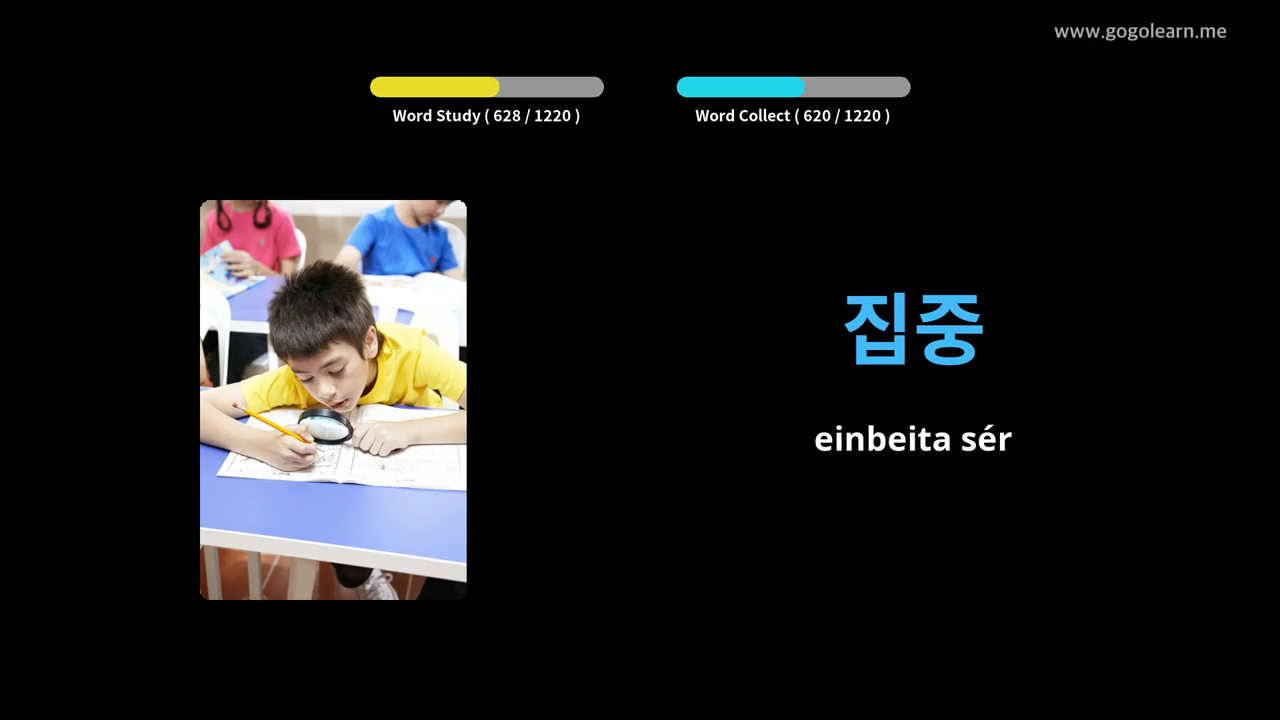 www.gogolearn.me
Word Study ( 628 / 1220 )
Word Collect ( 620 / 1220 )
집중
einbeita sér